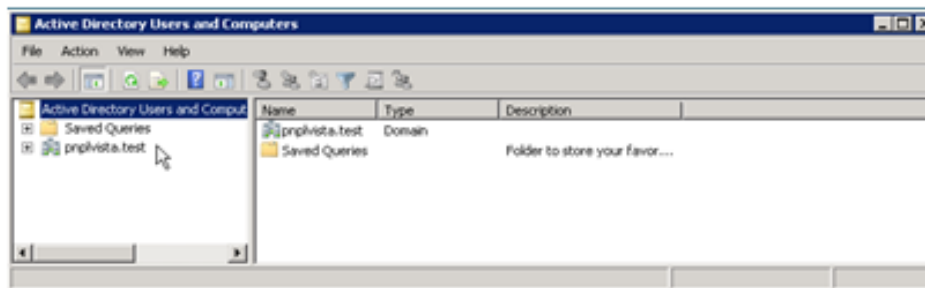 Active Directory Users and Computers
File Action View Help
Active Directory Users and Comput
Saved Queries
pnplvista.test
Name Type Description
pnplvista.test Domain
Saved Queries Folder to store your favor....